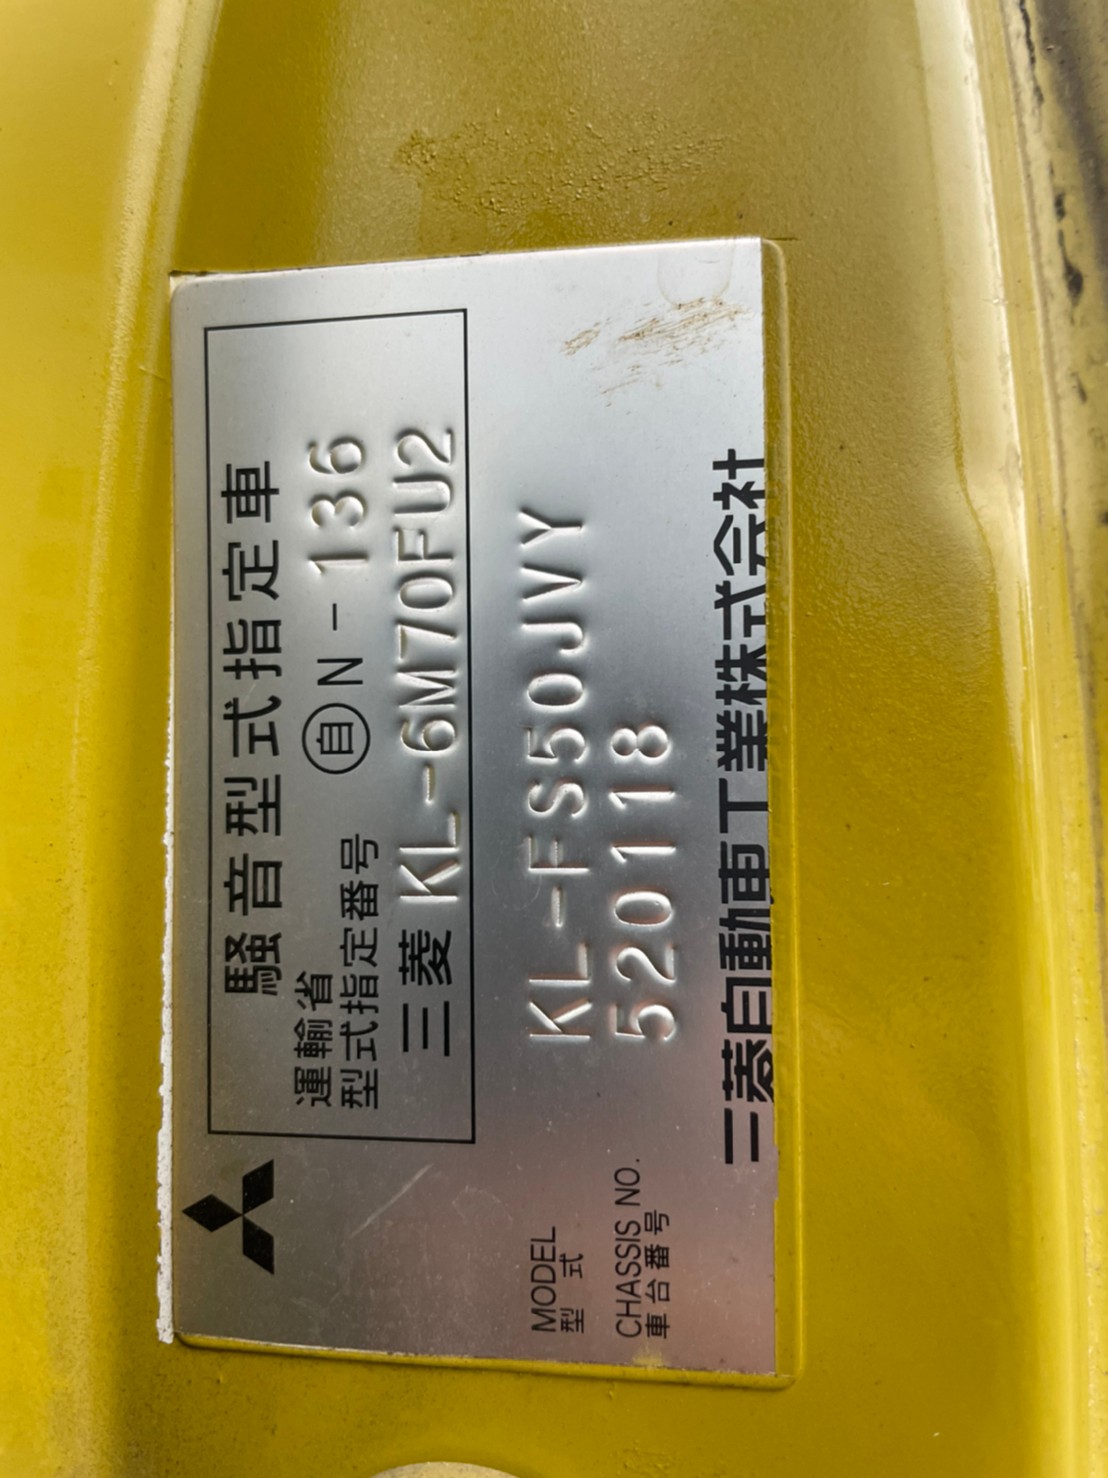 騒音型式指定車
運輸省
型式指定番号 自 N-136
三菱 KL-6M70FU2
MODEL
型式 KL-FS50JVY
CHASSIS NO.
車台番号 520118
三菱自動車工業株式会社